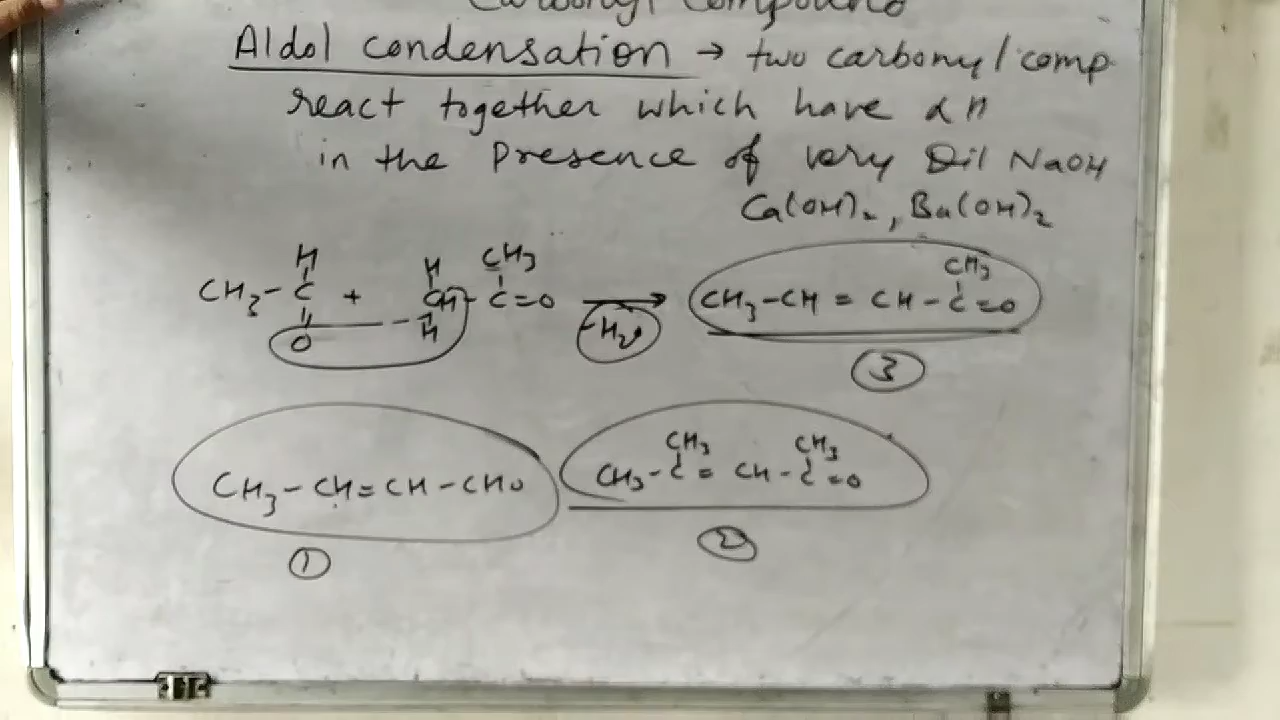 Carbonyl Compound
Aldol condensation → two carbonyl comp
react together which have α H
in the Presence of very Dil NaOH
Ca(OH)₂, Ba(OH)₂
H H CH3
CH3-C + CH-C=O → CH3-CH=CH-C=O
O H -H2O CH3
3
CH3-CH=CH-CHO
CH3 CH3
CH3-C=CH-C=O
1 2